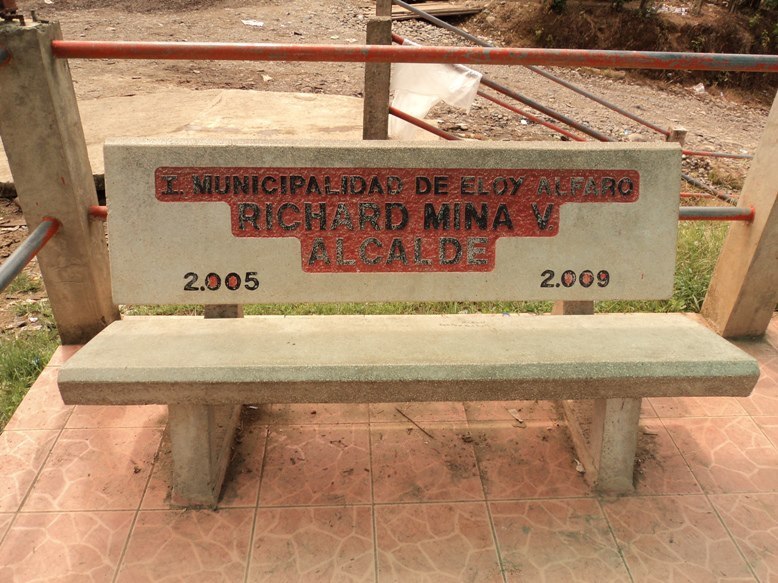 I. MUNICIPALIDAD DE ELOY ALFARO
RICHARD MINA V.
ALCALDE
2.005 2.009